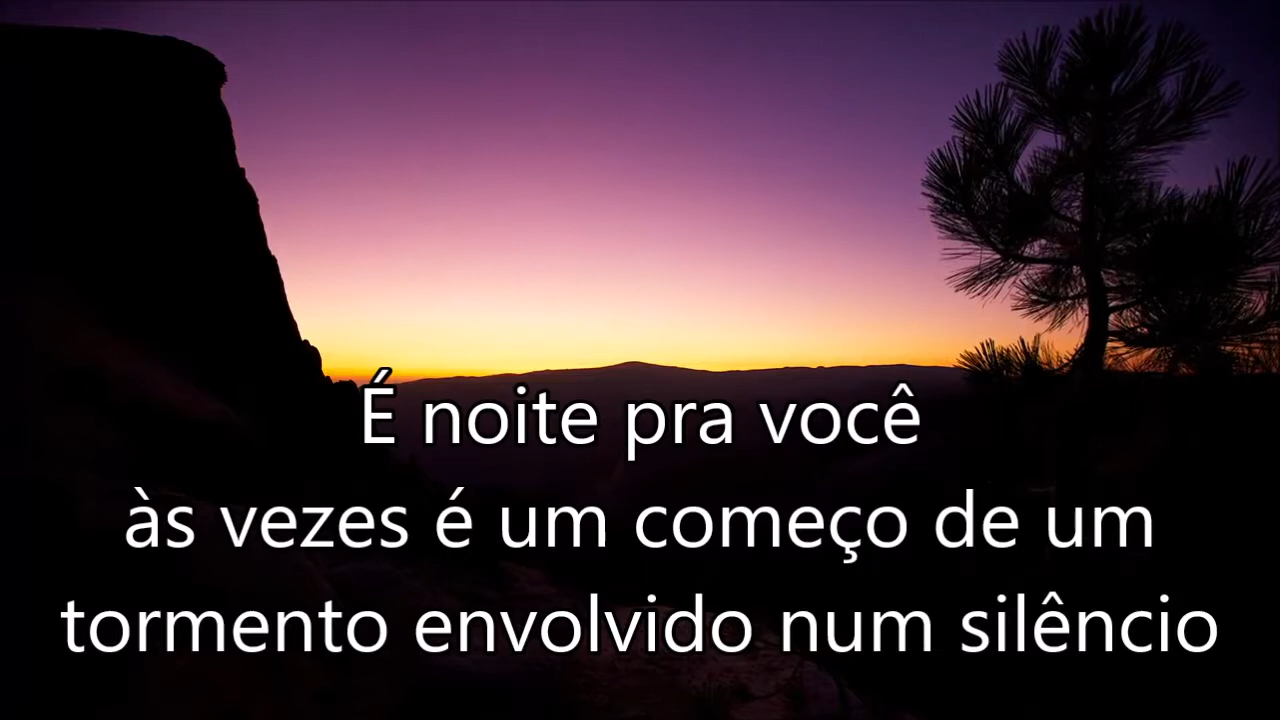 É noite pra você
às vezes é um começo de um
tormento envolvido num silêncio